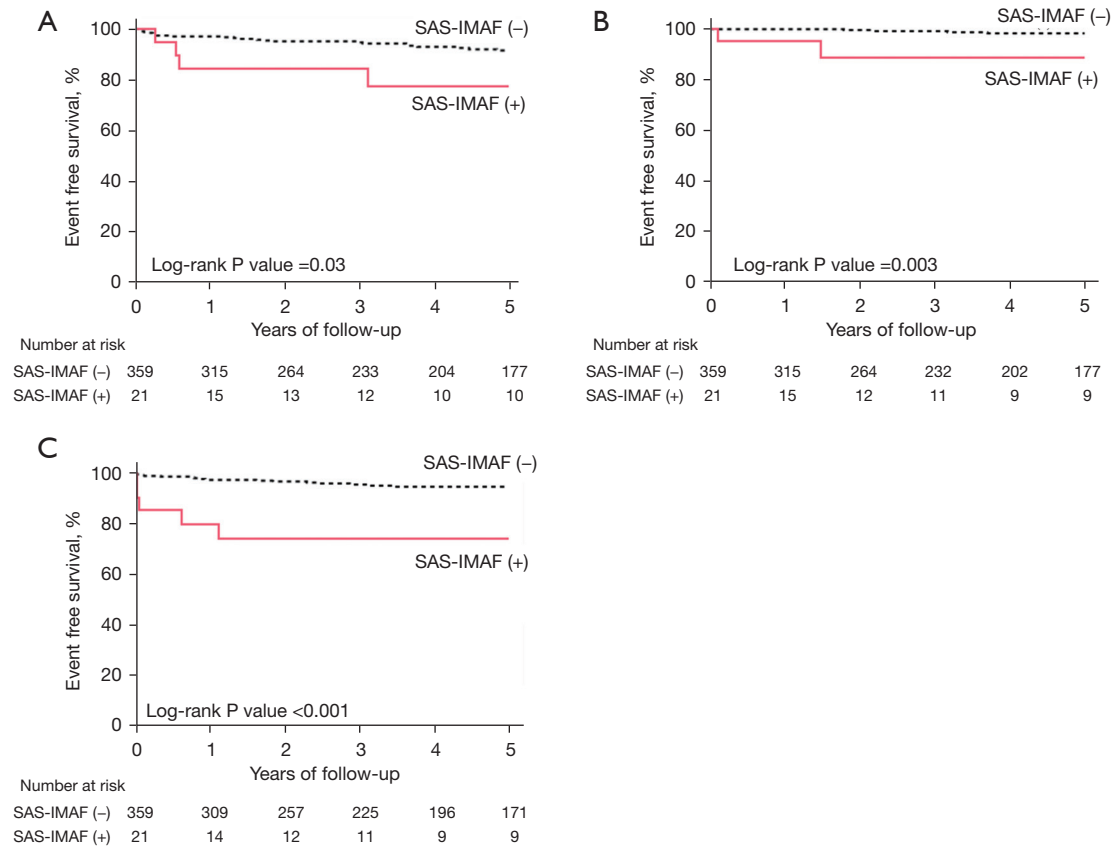 A
100
80
60
40
20
0
Event free survival, %
SAS-IMAF (–)
SAS-IMAF (+)
Log-rank P value =0.03
0 1 2 3 4 5
Years of follow-up
Number at risk
SAS-IMAF (–) 359 315 264 233 204 177
SAS-IMAF (+) 21 15 13 12 10 10
B
100
80
60
40
20
0
Event free survival, %
SAS-IMAF (–)
SAS-IMAF (+)
Log-rank P value =0.003
0 1 2 3 4 5
Years of follow-up
Number at risk
SAS-IMAF (–) 359 315 264 232 202 177
SAS-IMAF (+) 21 15 12 11 9 9
C
100
80
60
40
20
0
Event free survival, %
SAS-IMAF (–)
SAS-IMAF (+)
Log-rank P value <0.001
0 1 2 3 4 5
Years of follow-up
Number at risk
SAS-IMAF (–) 359 309 257 225 196 171
SAS-IMAF (+) 21 14 12 11 9 9